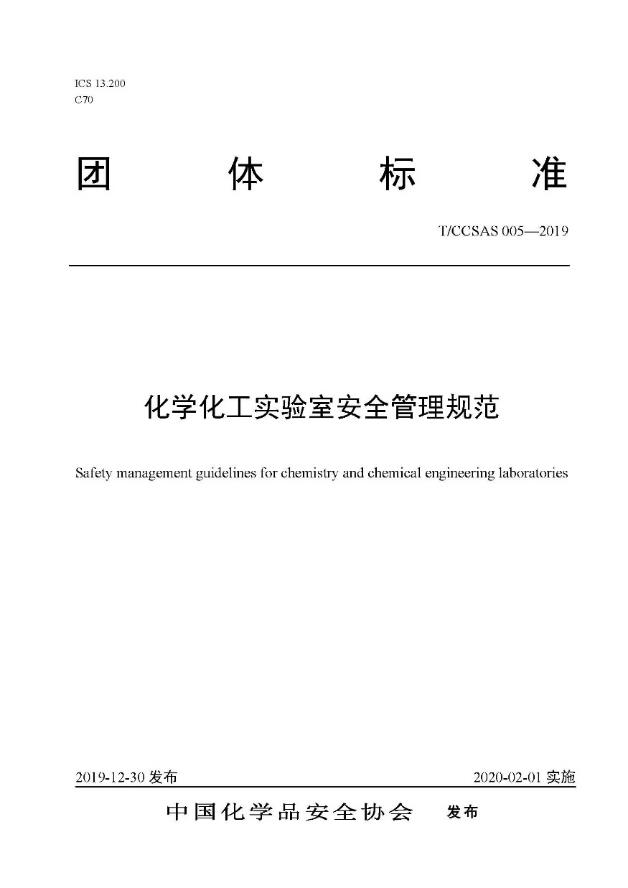 ICS 13.200
C70
团体标准
T/CCSAS 005—2019
化学化工实验室安全管理规范
Safety management guidelines for chemistry and chemical engineering laboratories
2019-12-30 发布 2020-02-01 实施
中国化学品安全协会 发布